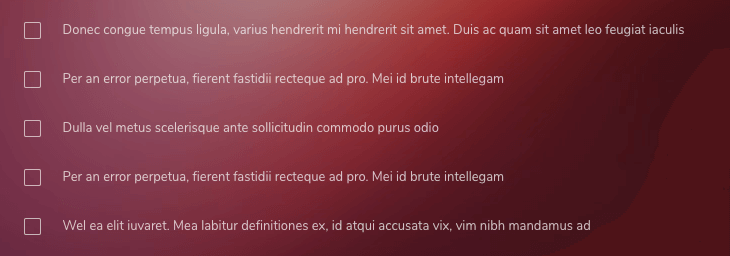 Donec congue tempus ligula, varius hendrerit mi hendrerit sit amet. Duis ac quam sit amet leo feugiat iaculis
Per an error perpetua, fierent fastidii recteque ad pro. Mei id brute intellegam
Dulla vel metus scelerisque ante sollicitudin commodo purus odio
Per an error perpetua, fierent fastidii recteque ad pro. Mei id brute intellegam
Wel ea elit iuvaret. Mea labitur definitiones ex, id atqui accusata vix, vim nibh mandamus ad